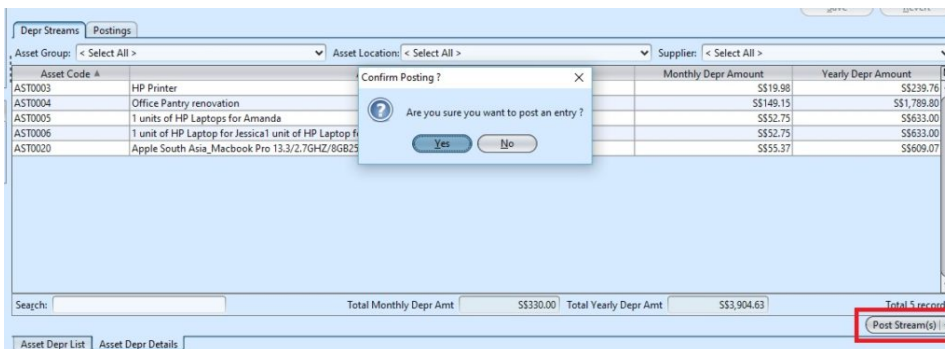 Save Revert
Depr Streams Postings
Asset Group: < Select All > Asset Location: < Select All > Supplier: < Select All >
Asset Code Monthly Depr Amount Yearly Depr Amount
AST0003 HP Printer S$19.98 S$239.76
AST0004 Office Pantry renovation S$149.15 S$1,789.80
AST0005 1 units of HP Laptops for Amanda S$52.75 S$633.00
AST0006 1 unit of HP Laptop for Jessica1 unit of HP Laptop S$52.75 S$633.00
AST0020 Apple South Asia_Macbook Pro 13.3/2.7GHZ/8GB S$55.37 S$609.07
Confirm Posting ?
Are you sure you want to post an entry ?
Yes No
Search: Total Monthly Depr Amt S$330.00 Total Yearly Depr Amt S$3,904.63 Total 5 record
Post Stream(s)
Asset Depr List Asset Depr Details